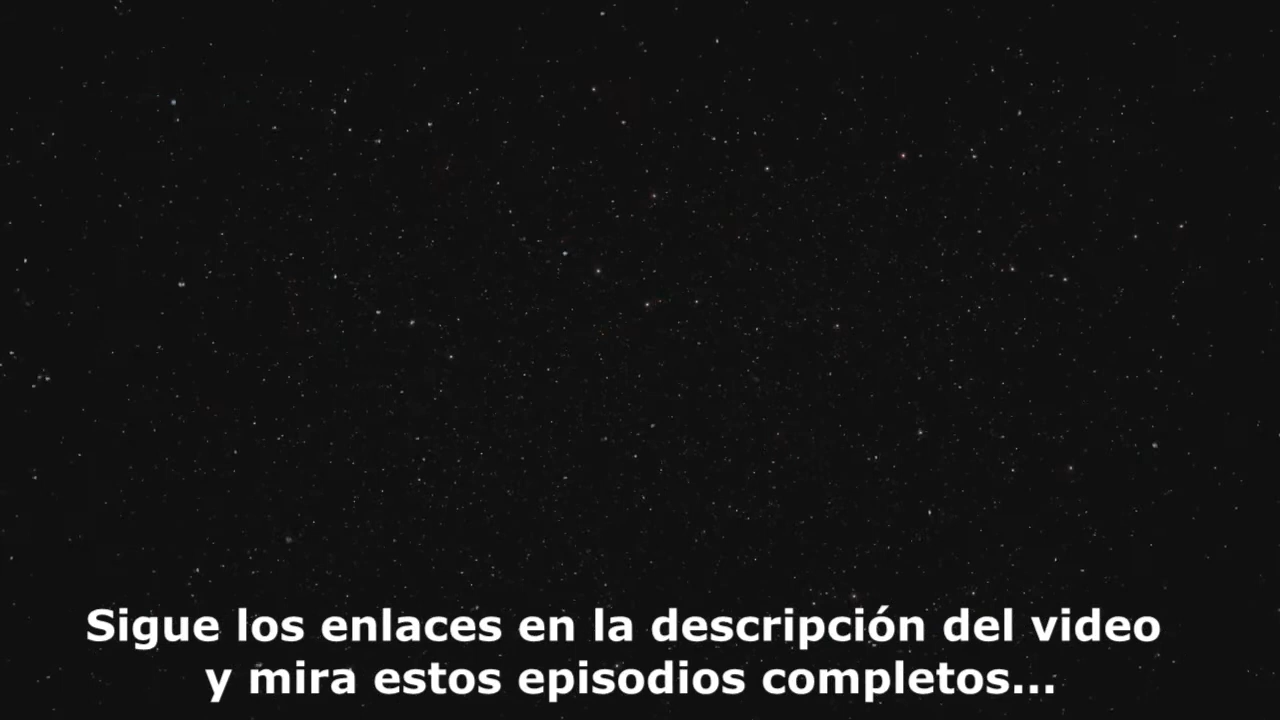 Sigue los enlaces en la descripción del video
y mira estos episodios completos...